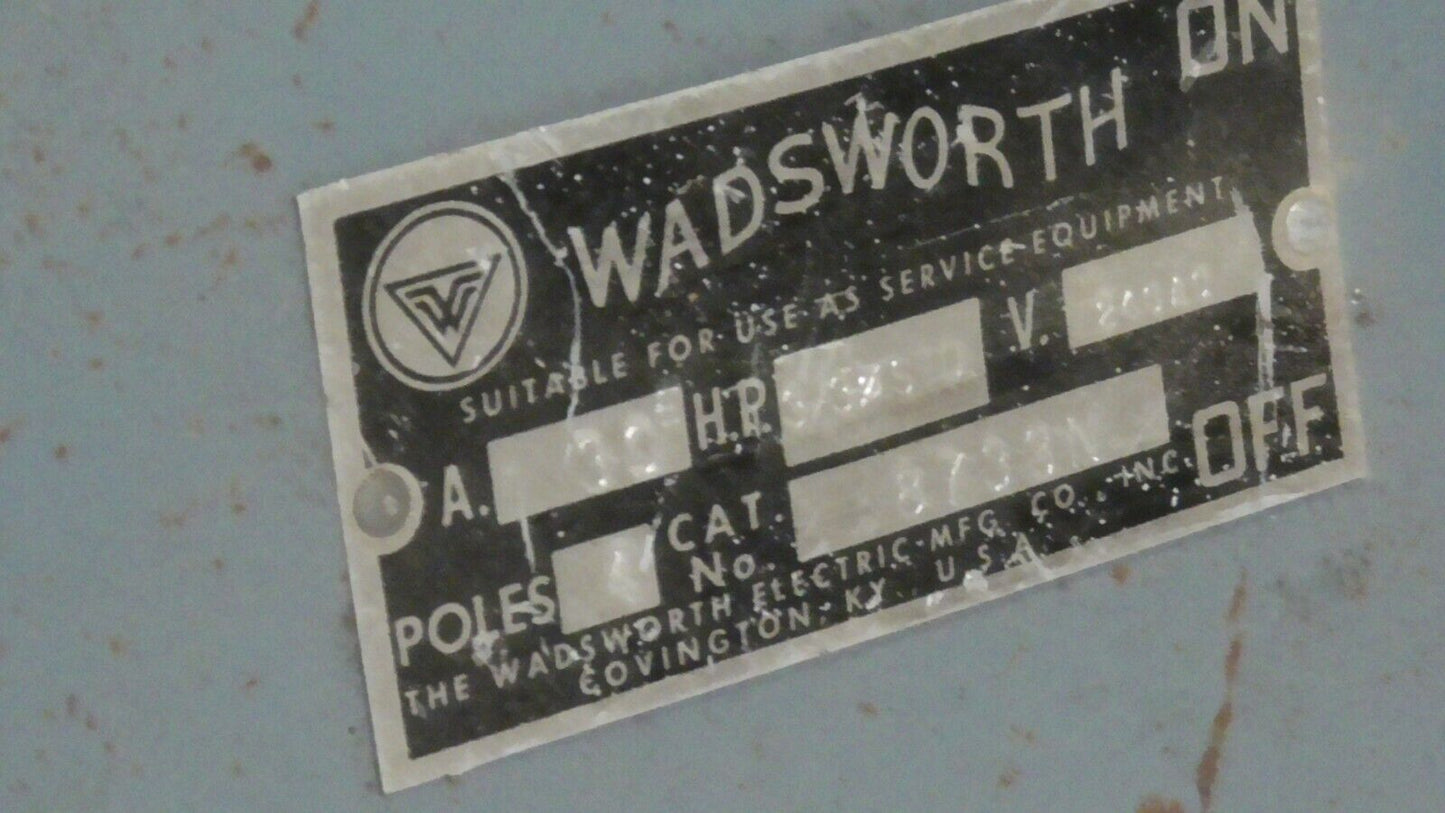 ON
WADSWORTH
SUITABLE FOR USE AS SERVICE EQUIPMENT
A. H.P. V.
OFF
POLES CAT. No.
THE WADSWORTH ELECTRIC MFG. CO., INC.
COVINGTON, KY. U.S.A.